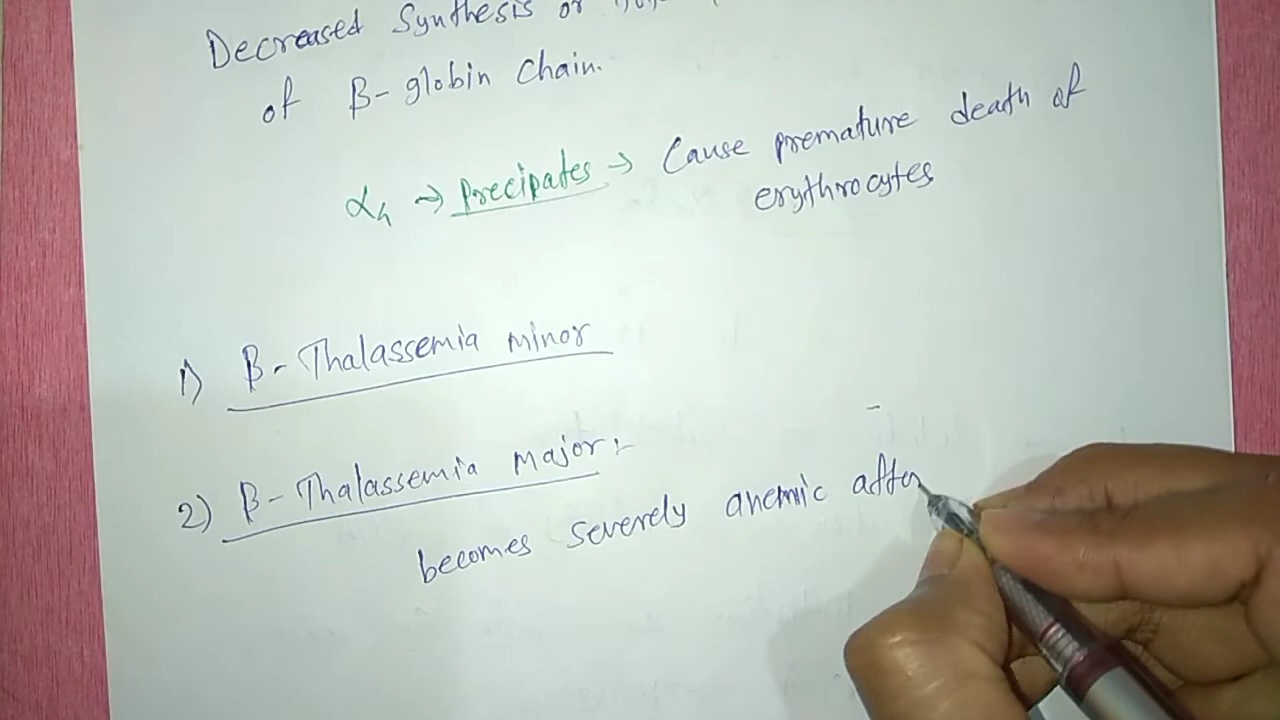 Decreased Synthesis or
of β-globin Chain.
α4 → Precipates → Cause premature death of
erythrocytes
1) β-Thalassemia minor
2) β-Thalassemia Major:-
becomes severely anemic after